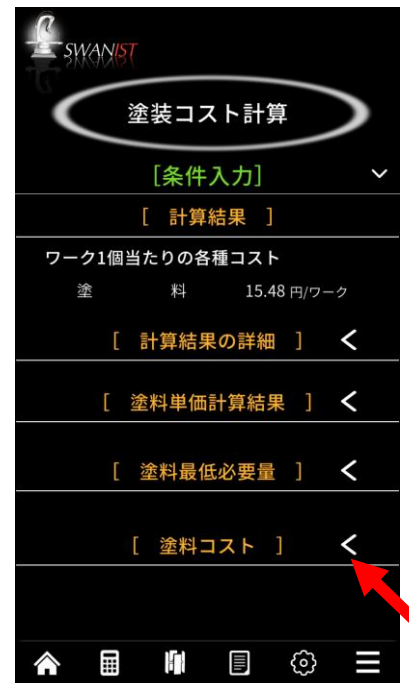 SWANIST
塗装コスト計算
[条件入力]
[ 計算結果 ]
ワーク1個当たりの各種コスト
塗 料 15.48 円/ワーク
[ 計算結果の詳細 ]
[ 塗料単価計算結果 ]
[ 塗料最低必要量 ]
[ 塗料コスト ]